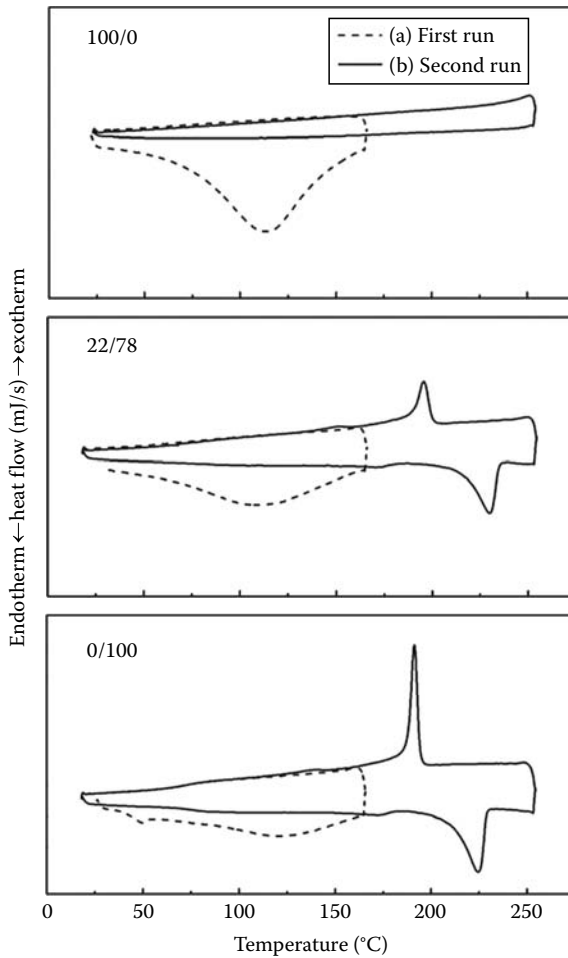 100/0
(a) First run
(b) Second run
22/78
0/100
Endotherm ←heat flow (mJ/s) →exotherm
0 50 100 150 200 250
Temperature (°C)